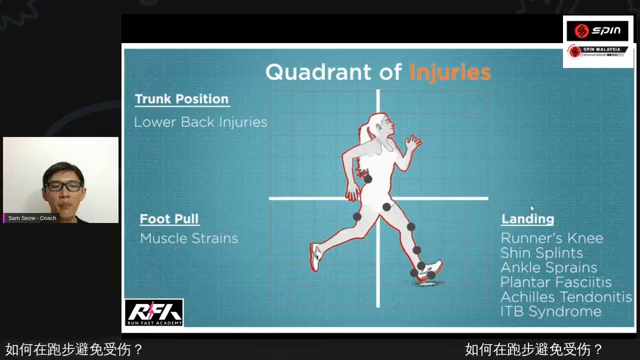 SPIN
SPIN MALAYSIA
Quadrant of Injuries
Trunk Position
Lower Back Injuries
Foot Pull
Muscle Strains
Landing
Runner's Knee
Shin Splints
Ankle Sprains
Plantar Fasciitis
Achilles Tendonitis
ITB Syndrome
Sam Seow - Coach
RFA
RUN FAST ACADEMY
如何在跑步避免受伤？
如何在跑步避免受伤？